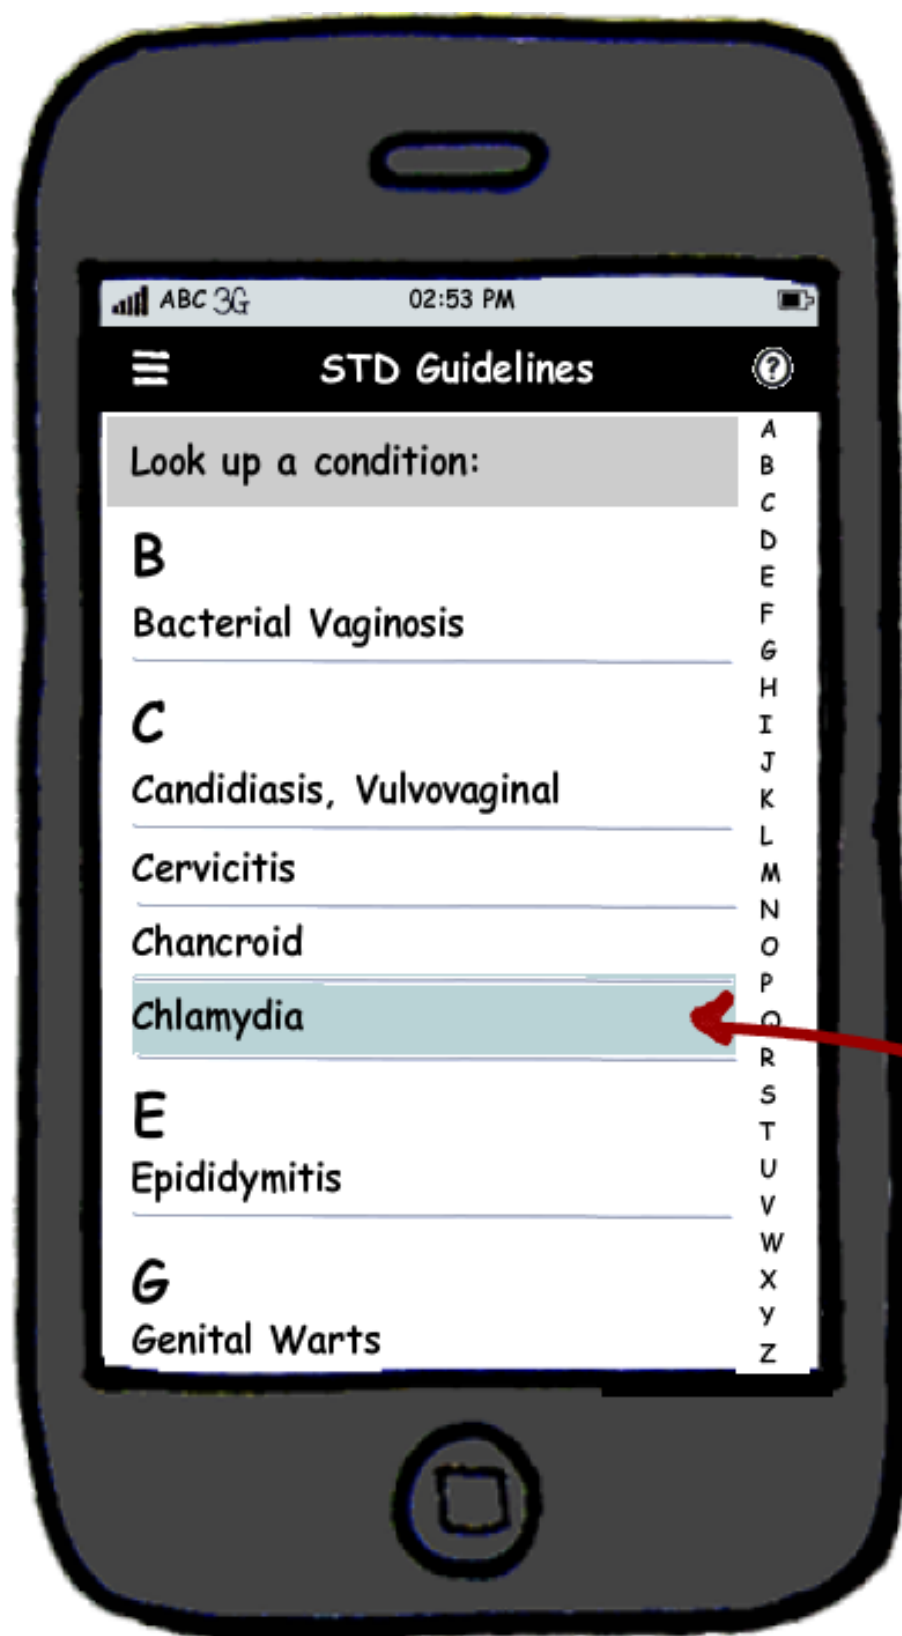 ABC 3G 02:53 PM
STD Guidelines ?
Look up a condition:
B
Bacterial Vaginosis
C
Candidiasis, Vulvovaginal
Cervicitis
Chancroid
Chlamydia
E
Epididymitis
G
Genital Warts
A
B
C
D
E
F
G
H
I
J
K
L
M
N
O
P
Q
R
S
T
U
V
W
X
Y
Z